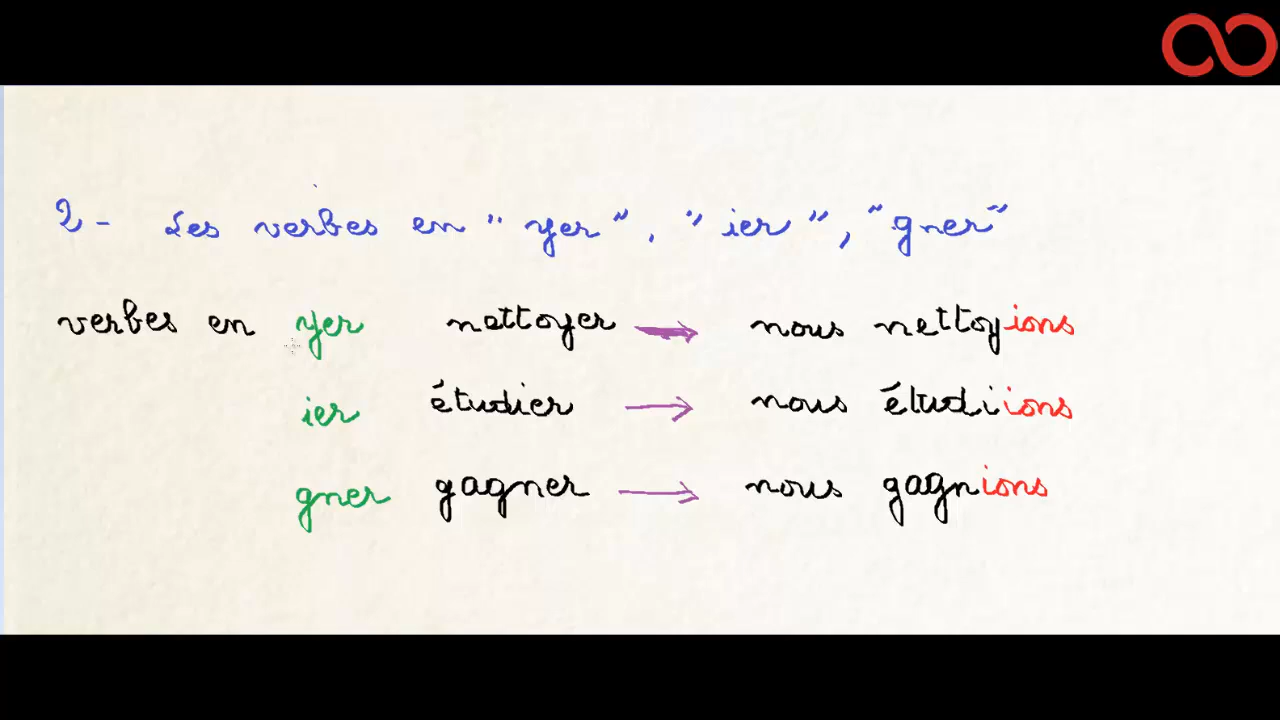 2- Les verbes en "yer", "ier", "gner"
verbes en yer nettoyer → nous nettoyions
ier étudier → nous étudiions
gner gagner → nous gagnions